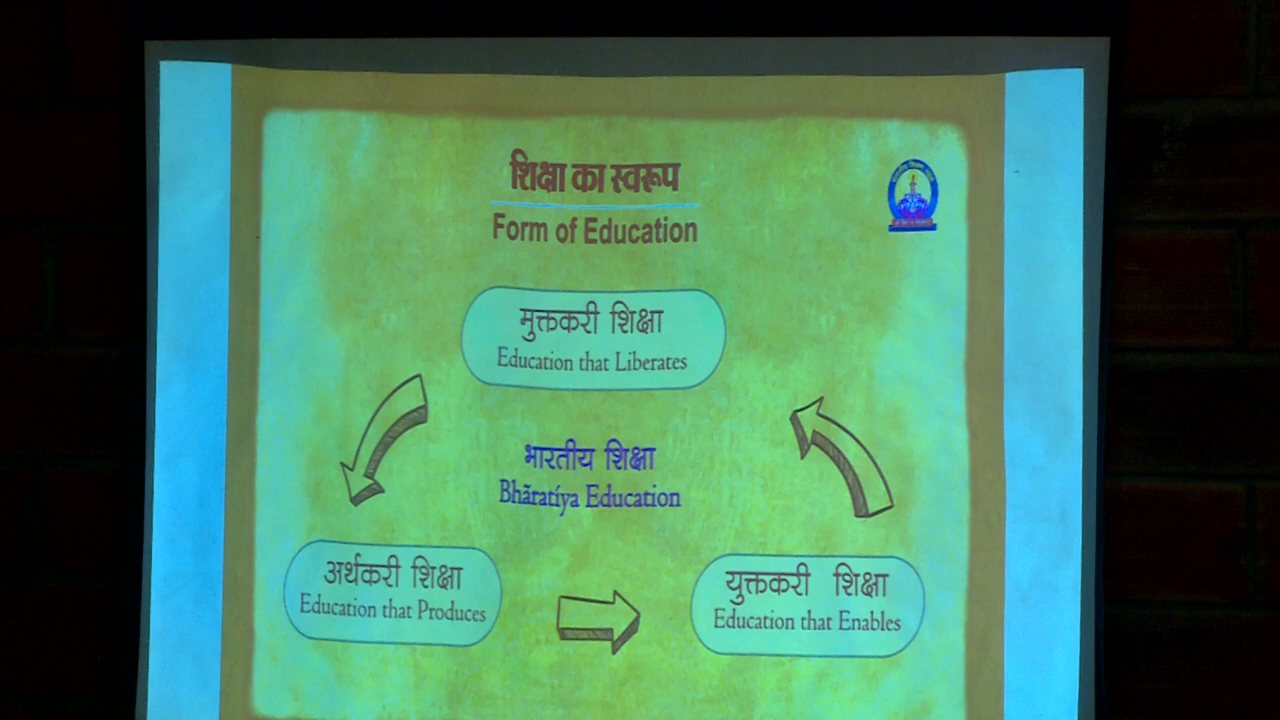 शिक्षा का स्वरूप
Form of Education
मुक्तकरी शिक्षा
Education that Liberates
भारतीय शिक्षा
Bhãratíya Education
अर्थकरी शिक्षा
Education that Produces
युक्तकरी शिक्षा
Education that Enables